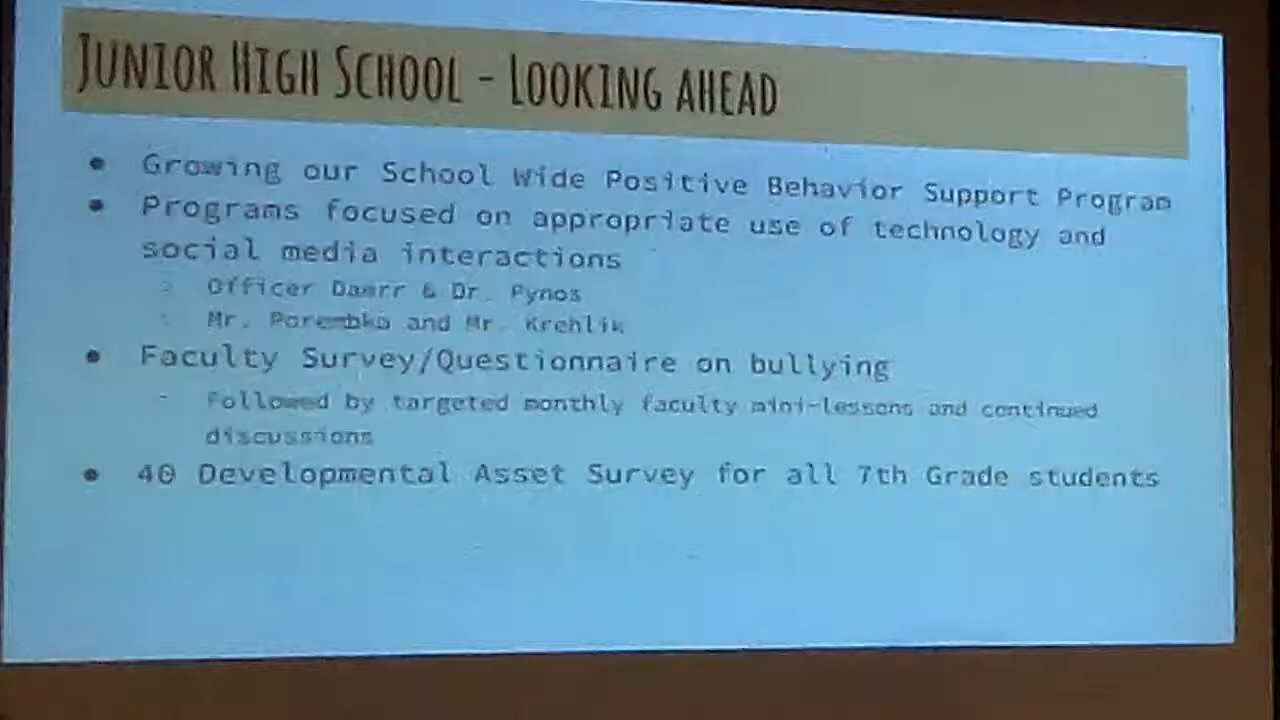 JUNIOR HIGH SCHOOL - LOOKING AHEAD
Growing our School Wide Positive Behavior Support Program
Programs focused on appropriate use of technology and
social media interactions
Officer & Dr. Pynos
Mr. and Mr. Krehlik
Faculty Survey/Questionnaire on bullying
Followed by targeted monthly faculty mini-lessons and continued
discussions
40 Developmental Asset Survey for all 7th Grade students